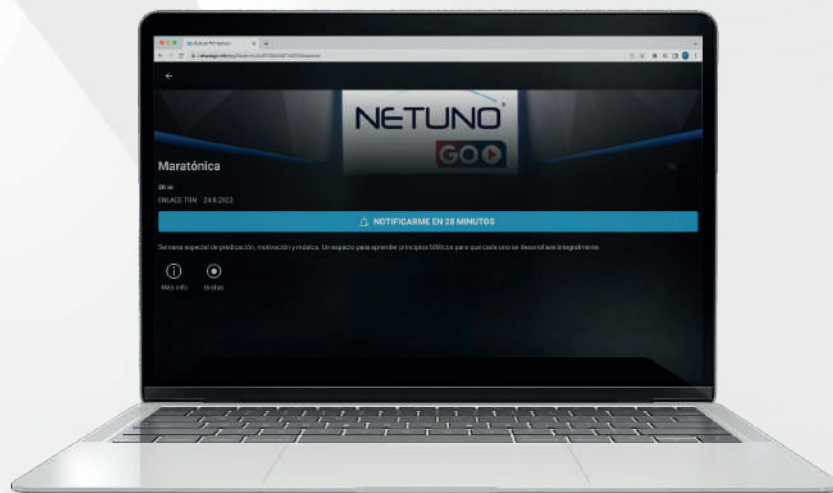 NETUNO
GO
Maratónica
ENLACE TBN 24.8.2022
NOTIFICARME EN 28 MINUTOS
Semana especial de predicación, motivación y música. Un espacio para aprender principios bíblicos para que cada uno se desarrolle integralmente.
Más info
Grabar